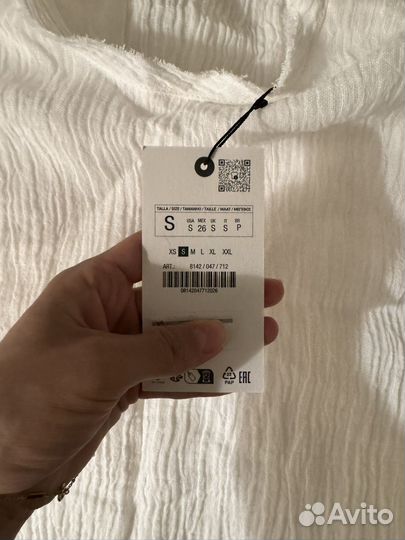 TALLA / SIZE / TAMANHO / TAILLE / MAAT / MEГЕНСЕ
S
USA MEX UK IT BR
S 26 S S P
XS S M L XL XXL
ART.: 8142 / 047 / 712
08142047712026
PAP
EAC
Avito